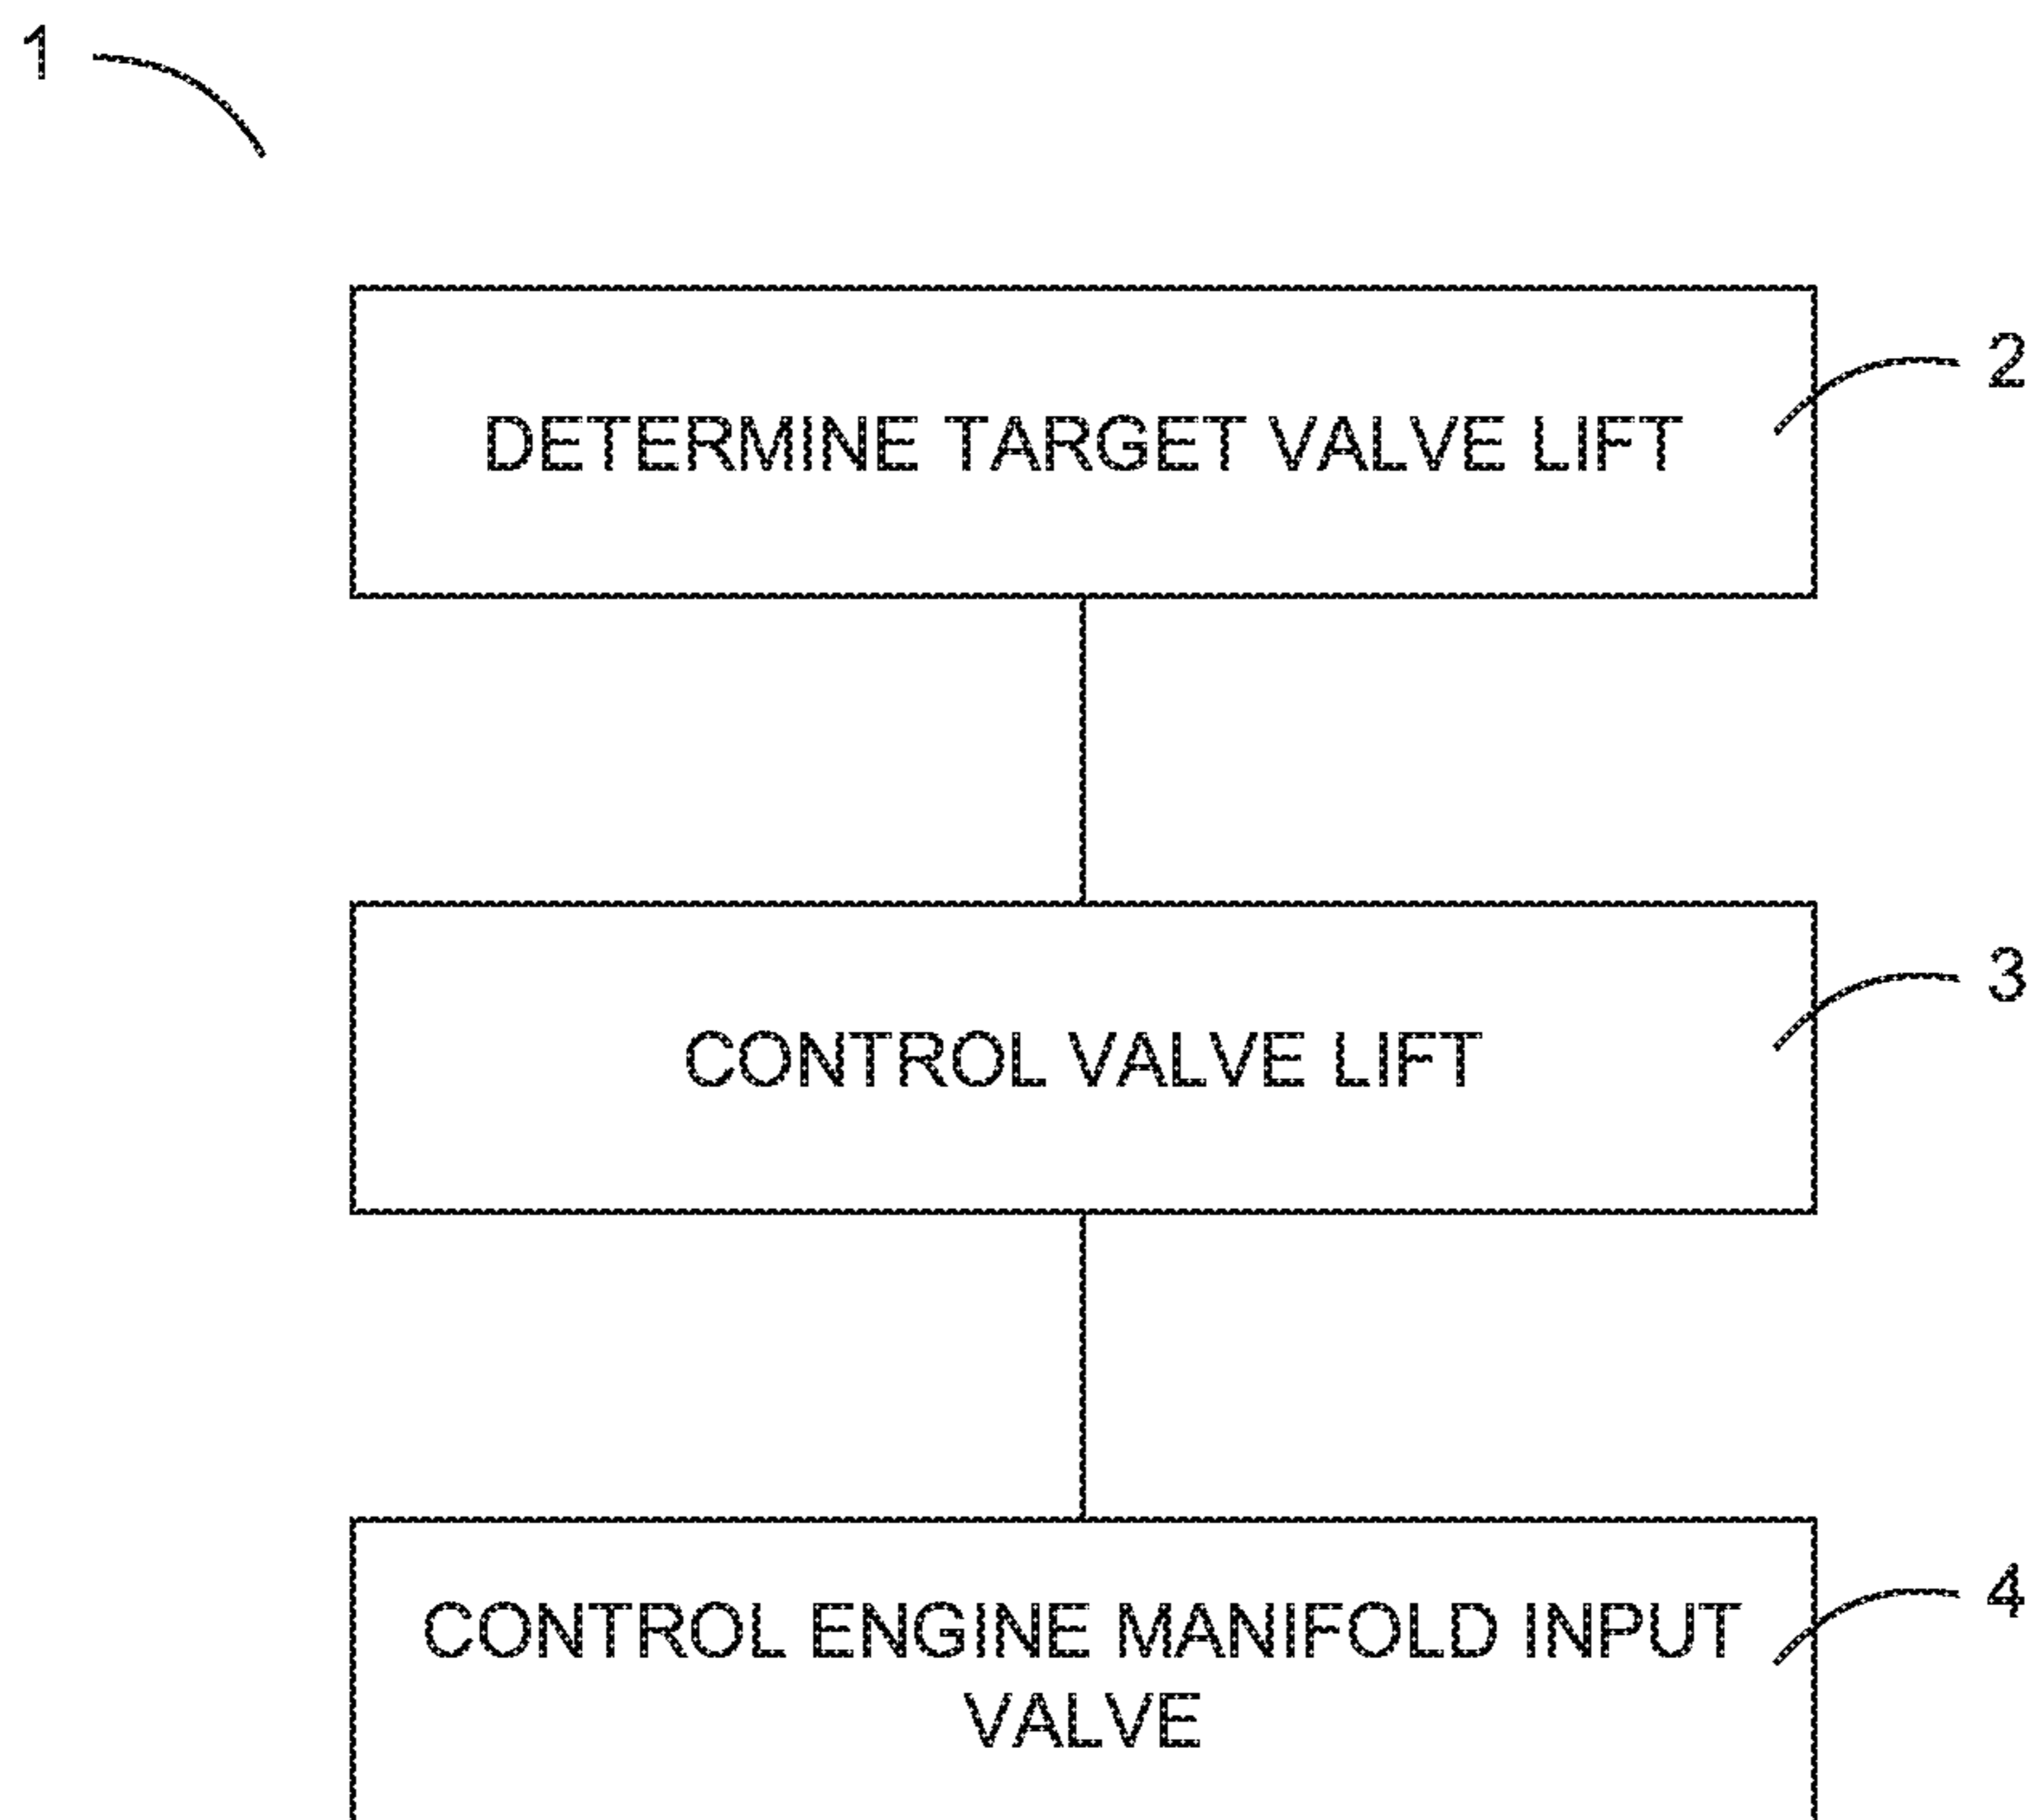 1
2
DETERMINE TARGET VALVE LIFT
3
CONTROL VALVE LIFT
4
CONTROL ENGINE MANIFOLD INPUT
VALVE